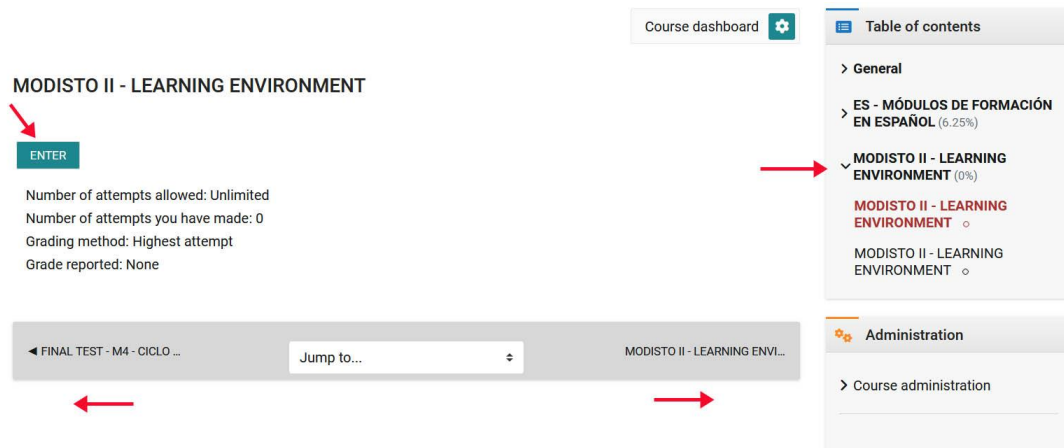 Course dashboard
MODISTO II - LEARNING ENVIRONMENT
ENTER
Number of attempts allowed: Unlimited
Number of attempts you have made: 0
Grading method: Highest attempt
Grade reported: None
◄ FINAL TEST - M4 - CICLO ...
Jump to...
MODISTO II - LEARNING ENVI...
Table of contents
General
ES - MÓDULOS DE FORMACIÓN
EN ESPAÑOL (6.25%)
MODISTO II - LEARNING
ENVIRONMENT (0%)
MODISTO II - LEARNING
ENVIRONMENT
MODISTO II - LEARNING
ENVIRONMENT
Administration
Course administration